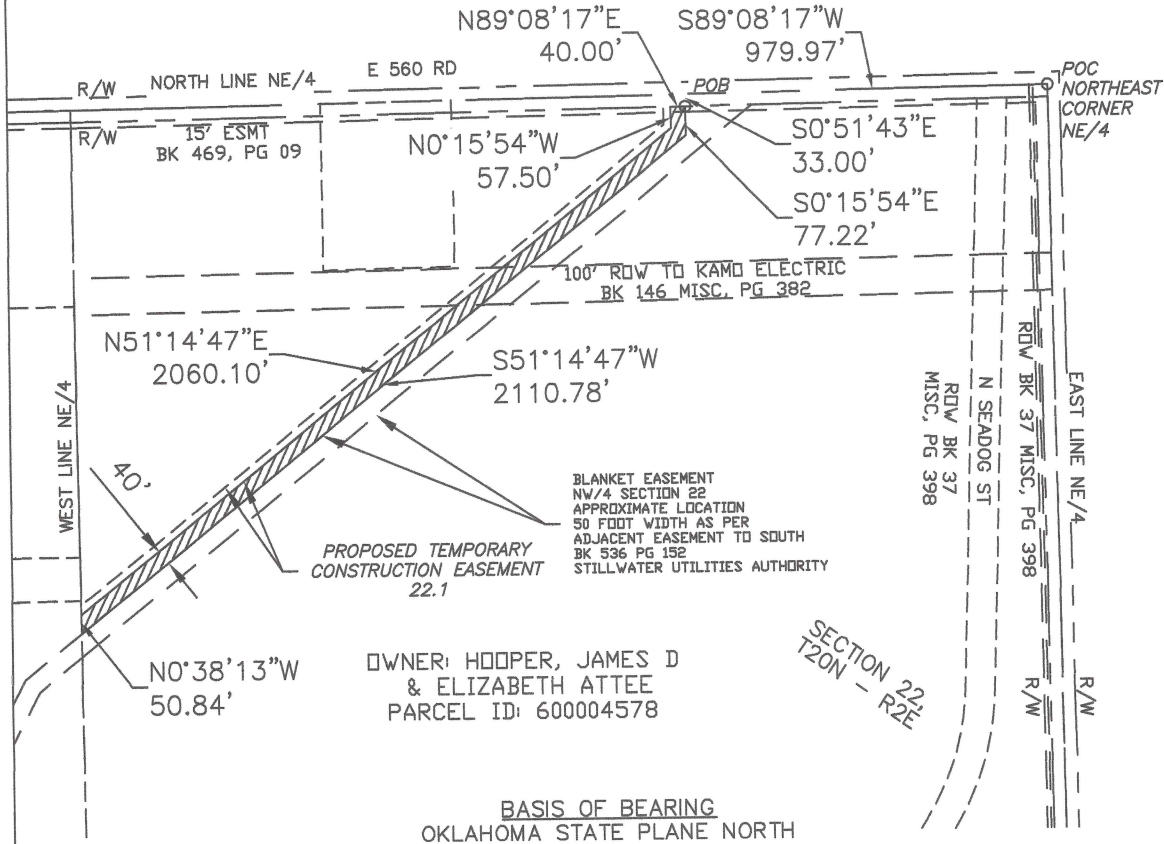 N89°08'17"E
40.00'
S89°08'17"W
979.97'
POC
NORTHEAST
CORNER
NE/4
R/W
NORTH LINE NE/4
E 560 RD
POB
R/W
15' ESMT
BK 469, PG 09
N0°15'54"W
57.50'
S0°51'43"E
33.00'
S0°15'54"E
77.22'
100' ROW TO KAMO ELECTRIC
BK 146 MISC, PG 382
N51°14'47"E
2060.10'
S51°14'47"W
2110.78'
WEST LINE NE/4
40'
BLANKET EASEMENT
NW/4 SECTION 22
APPROXIMATE LOCATION
50 FOOT WIDTH AS PER
ADJACENT EASEMENT TO SOUTH
BK 536 PG 152
STILLWATER UTILITIES AUTHORITY
PROPOSED TEMPORARY
CONSTRUCTION EASEMENT
22.1
N SEADOG ST
ROW BK 37
MISC, PG 398
ROW BK 37 MISC, PG 398
EAST LINE NE/4
N0°38'13"W
50.84'
OWNER: HOOPER, JAMES D
& ELIZABETH ATTEE
PARCEL ID: 600004578
SECTION 22,
T20N - R2E
R/W
R/W
BASIS OF BEARING
OKLAHOMA STATE PLANE NORTH